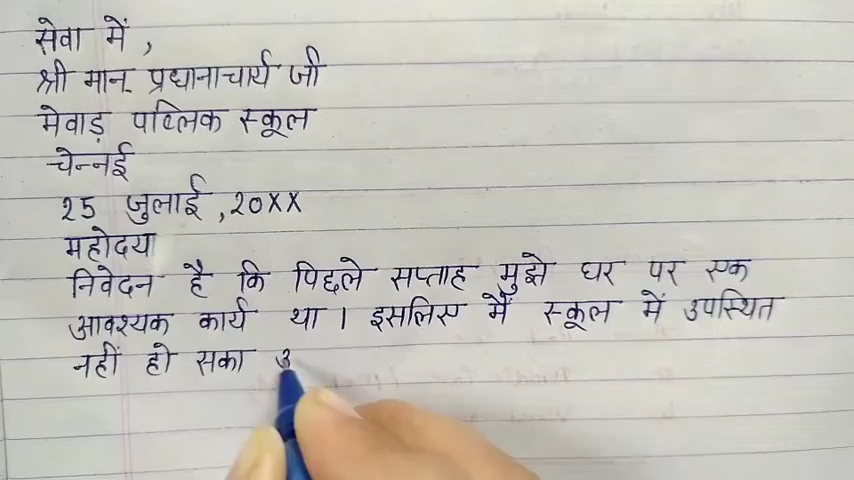 सेवा में ,
श्री मान् प्रधानाचार्य जी
मेवाड़ पब्लिक स्कूल
चेन्नई
25 जुलाई ,20XX
महोदया
निवेदन है कि पिछले सप्ताह मुझे घर पर एक
आवश्यक कार्य था । इसलिए मैं स्कूल में उपस्थित
नहीं हो सका